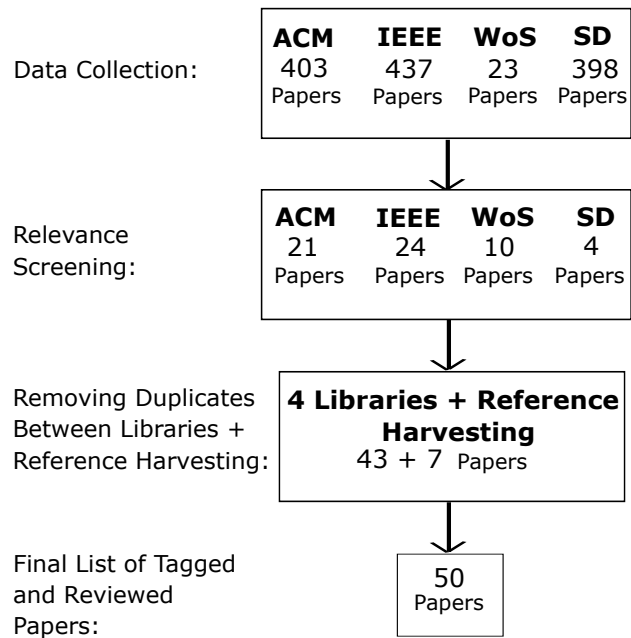 Data Collection:
ACM IEEE WoS SD
403 437 23 398
Papers Papers Papers Papers
Relevance
Screening:
ACM IEEE WoS SD
21 24 10 4
Papers Papers Papers Papers
Removing Duplicates
Between Libraries +
Reference Harvesting:
4 Libraries + Reference
Harvesting
43 + 7 Papers
Final List of Tagged
and Reviewed
Papers:
50
Papers